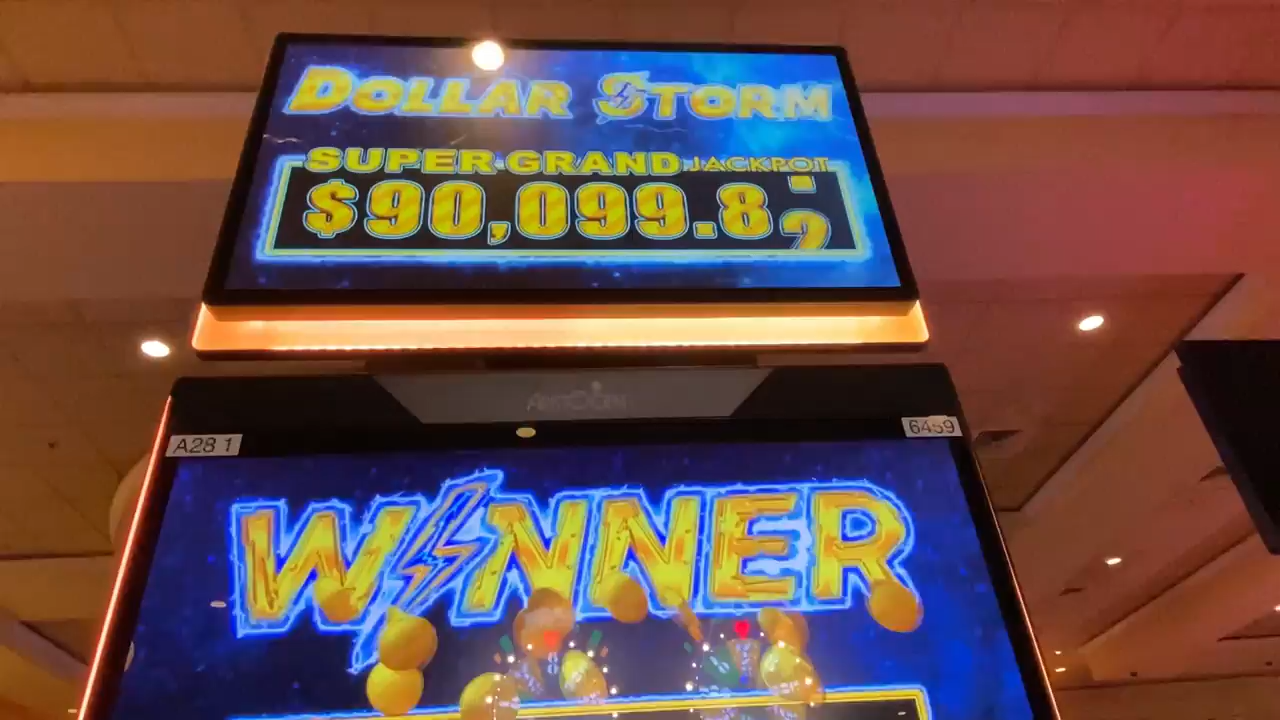 DOLLAR STORM
SUPER GRAND JACKPOT
$90,099.8
A28 1
6459
WINNER